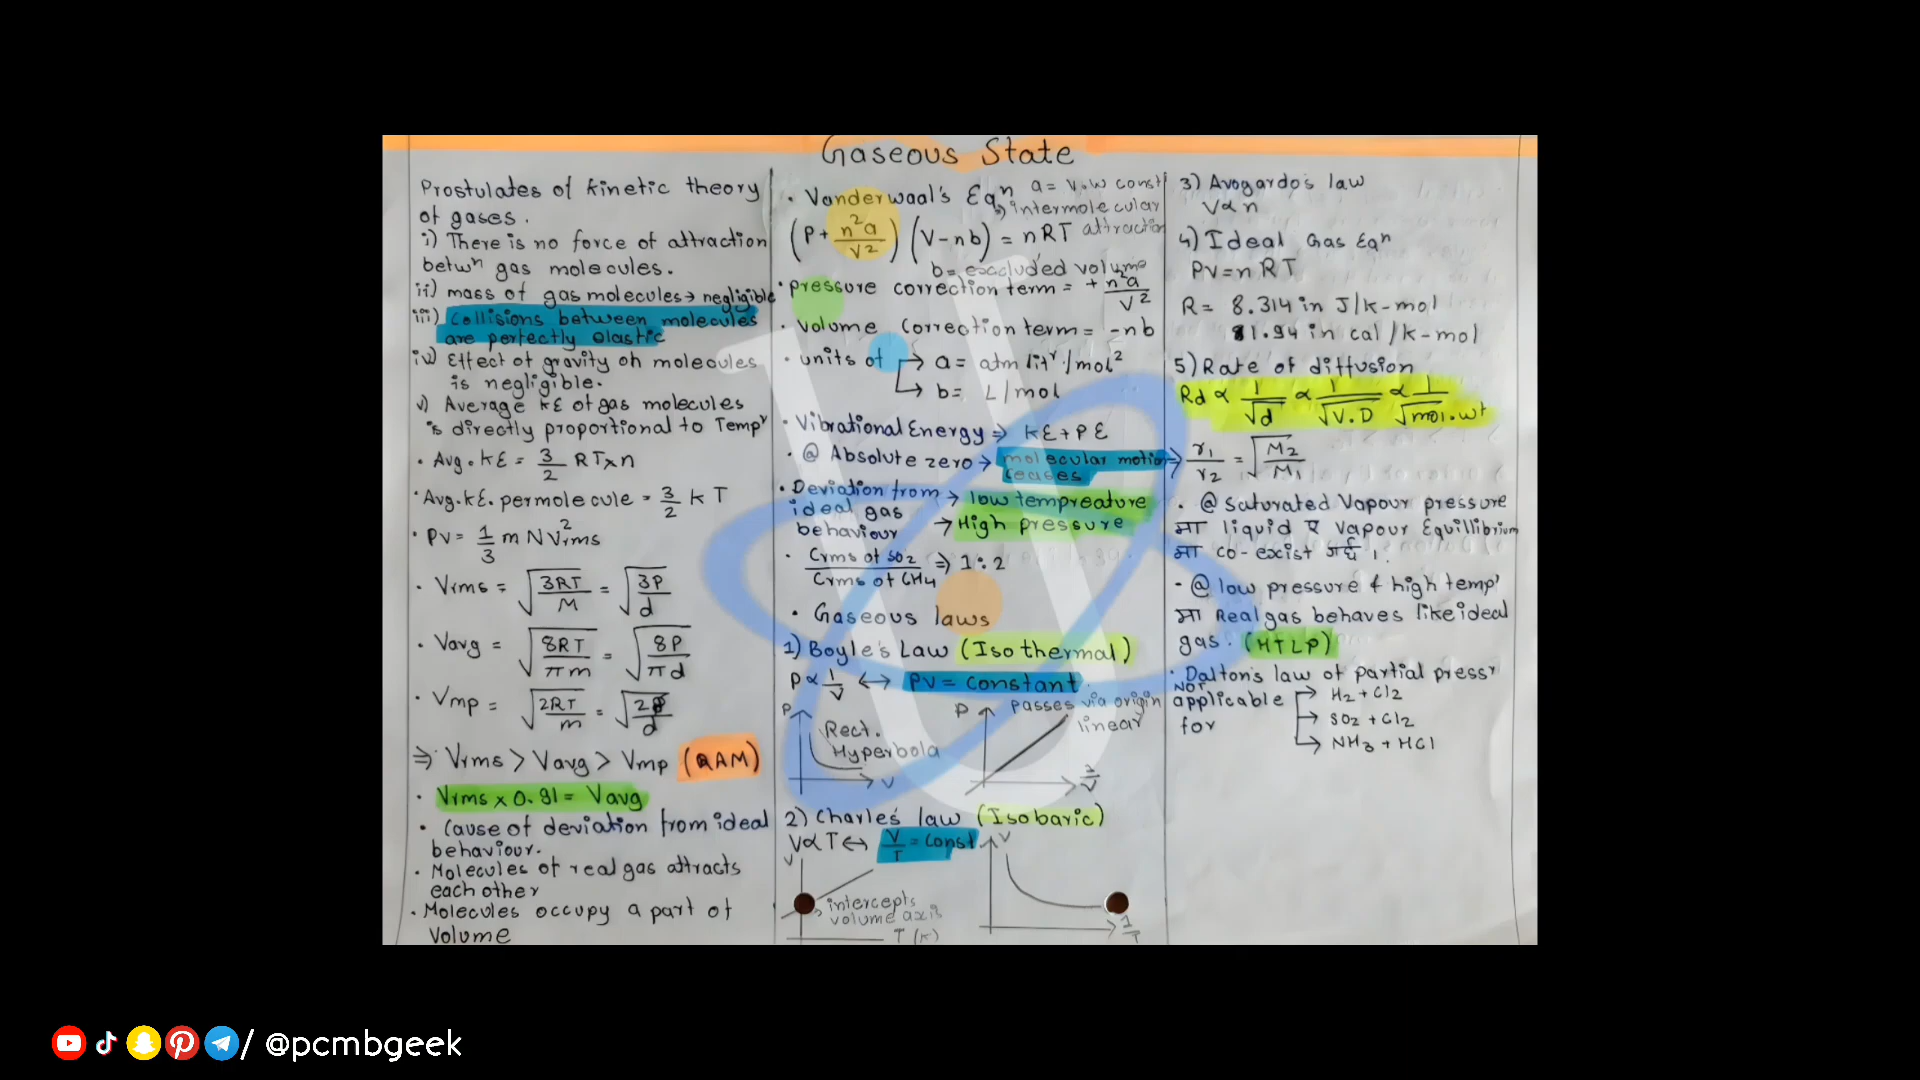 Gaseous State
Prostulates of kinetic theory
of gases.
i) There is no force of attraction
betwⁿ gas molecules.
ii) mass of gas molecules → negligible
iii) Collisions between molecules
are perfectly elastic
iv) Effect of gravity on molecules
is negligible.
v) Average KE of gas molecules
is directly proportional to Tempʳ
· Avg. KE = 3/2 RT x n
· Avg. KE. per molecule = 3/2 k T
· PV = 1/3 m N V²rms
· Vrms = √(3RT/M) = √(3P/d)
· Vavg = √(8RT/πm) = √(8P/πd)
· Vmp = √(2RT/m) = √(2P/d)
⇒ Vrms > Vavg > Vmp (RAM)
· Vrms x 0.91 = Vavg
· Cause of deviation from ideal
behaviour.
· Molecules of real gas attracts
each other
· Molecules occupy a part of
Volume
· Vanderwaal's Eqⁿ a = v.w const
↳ intermolecular
(P + n²a/V²) (V - nb) = nRT attraction
b = excluded volume
· pressure correction term = + n²a/V²
· Volume correction term = -nb
· units of → a = atm litʳ./mol²
↳ b = L/mol
· Vibrational Energy ⇒ KE + PE
· @ Absolute zero → molecular motion
ceases
· Deviation from → low tempreature
ideal gas
behaviour → High pressure
· Crms of SO2 / Crms of CH4 ⇒ 1:2
· Gaseous laws
1) Boyle's Law (Isothermal)
P ∝ 1/V ↔ PV = constant
P
Rect.
Hyperbola
V
P
passes via origin
linear
1/V
2) Charle's law (Isobaric)
V ∝ T ↔ V/T = const
V
intercepts
volume axis
T (K)
V
1/T
3) Avogardo's law
V ∝ n
4) Ideal Gas Eqⁿ
PV = nRT
R = 8.314 in J/k-mol
1.94 in cal/k-mol
5) Rate of diffusion
Rd ∝ 1/√d ∝ 1/√V.D ∝ 1/√mol.wt
⇒ r1/r2 = √(M2/M1)
· @ saturated Vapour pressure
मा liquid र vapour Equillibrium
मा co-exist गर्छ ।
· @ low pressure & high tempʳ
मा Real gas behaves like ideal
gas. (HTLP)
· Dalton's law of partial pressʳ
NOT
applicable → H2 + Cl2
for → SO2 + Cl2
→ NH3 + HCl
/ @pcmbgeek